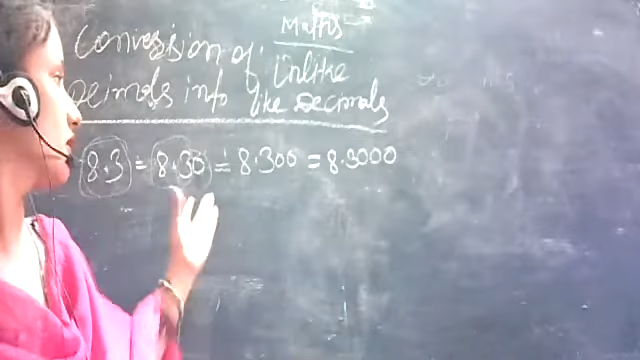 Maths
Conversion of Unlike
Decimals into like Decimals
8.3 = 8.30 = 8.300 = 8.3000